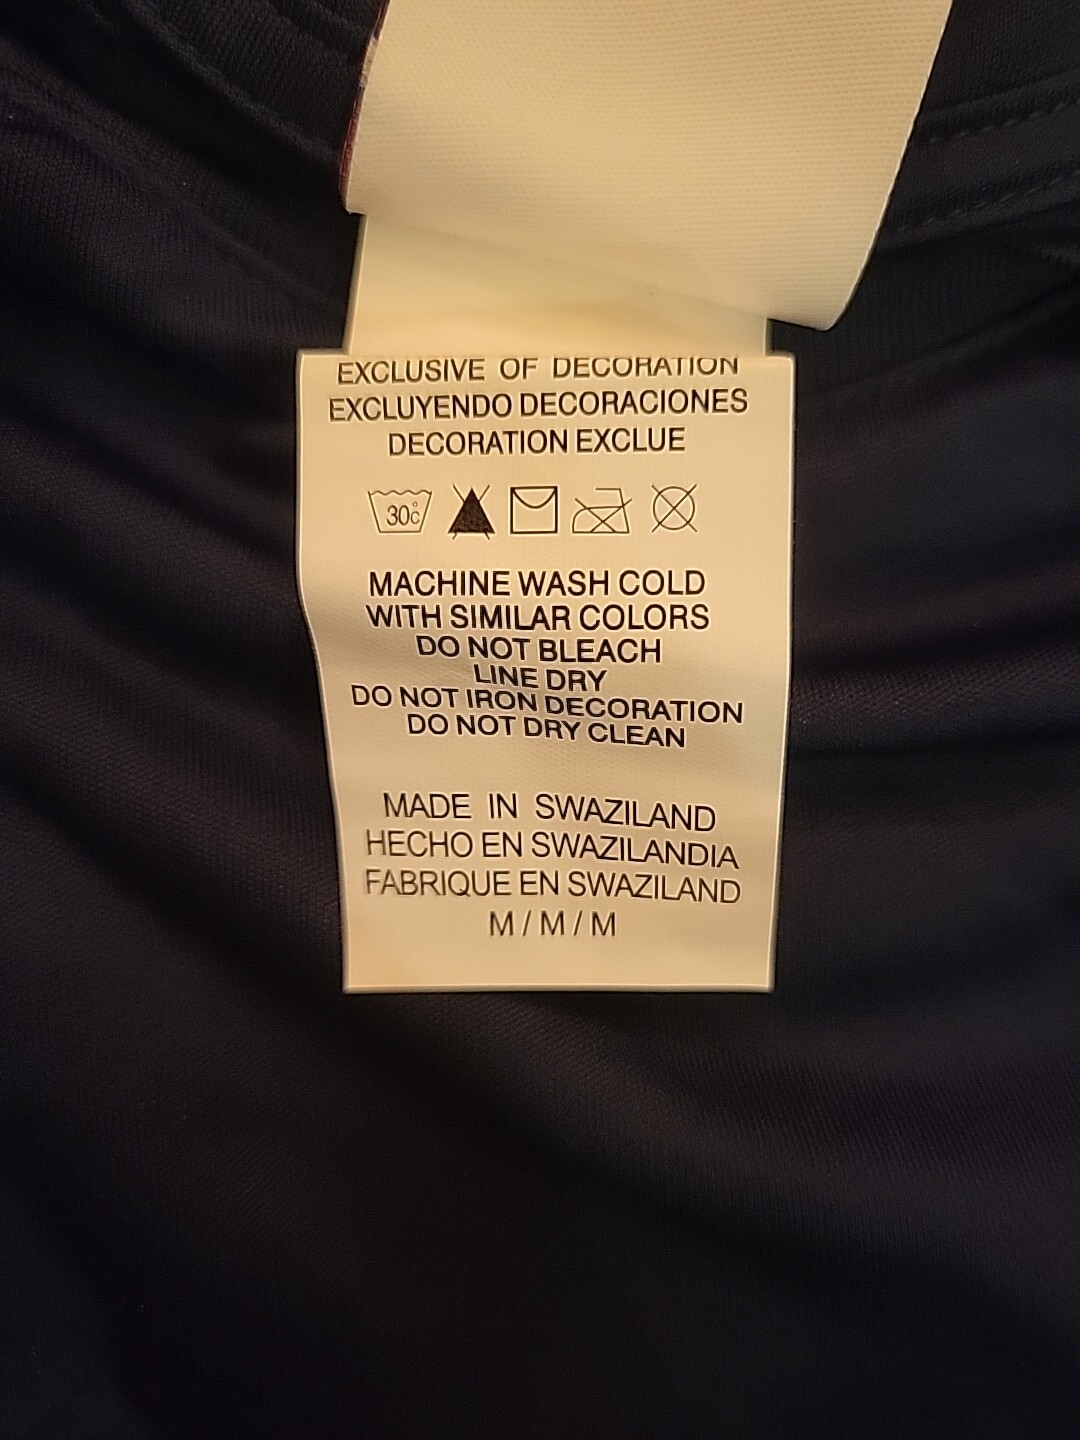 EXCLUSIVE OF DECORATION
EXCLUYENDO DECORACIONES
DECORATION EXCLUE
30c
MACHINE WASH COLD
WITH SIMILAR COLORS
DO NOT BLEACH
LINE DRY
DO NOT IRON DECORATION
DO NOT DRY CLEAN
MADE IN SWAZILAND
HECHO EN SWAZILANDIA
FABRIQUE EN SWAZILAND
M / M / M